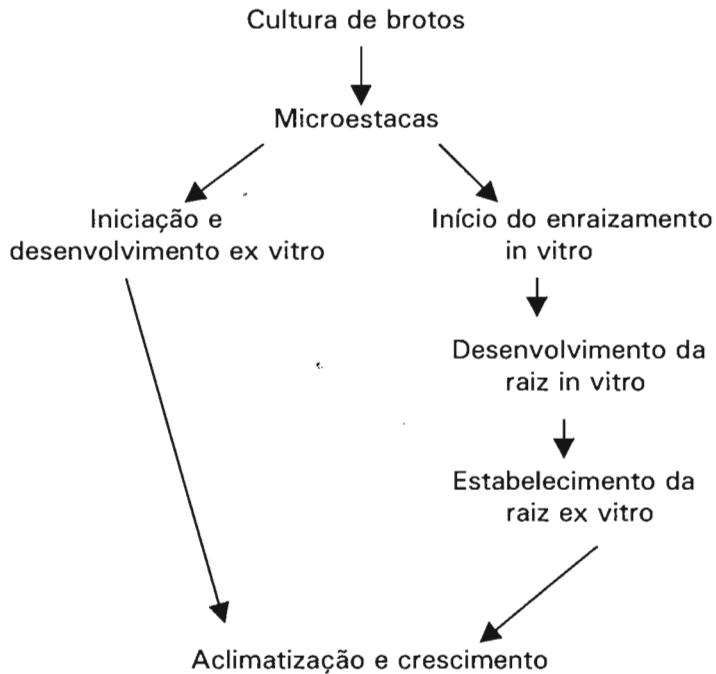 Cultura de brotos
Microestacas
Iniciação e
desenvolvimento ex vitro
Início do enraizamento
in vitro
Desenvolvimento da
raiz in vitro
Estabelecimento da
raiz ex vitro
Aclimatização e crescimento